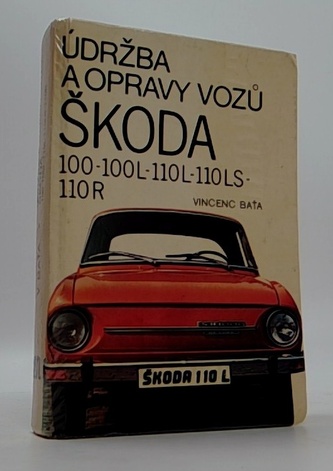 ÚDRŽBA
A OPRAVY VOZŮ
ŠKODA
100-100L-110L-110LS-
110R
VINCENC BAŤA
ŠKODA 110 L